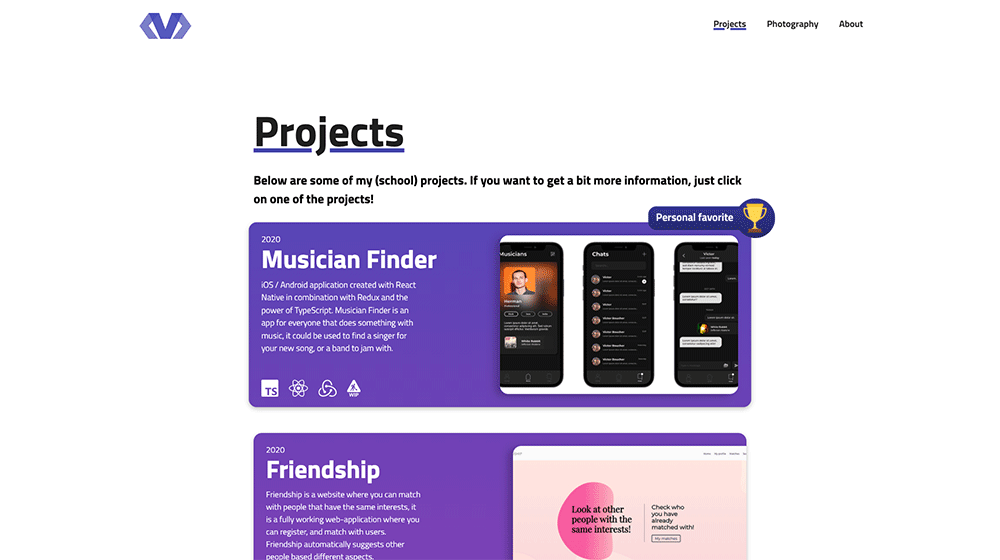 Projects Photography About
Projects
Below are some of my (school) projects. If you want to get a bit more information, just click
on one of the projects!
Personal favorite
2020
Musician Finder
iOS / Android application created with React
Native in combination with Redux and the
power of TypeScript. Musician Finder is an
app for everyone that does something with
music, it could be used to find a singer for
your new song, or a band to jam with.
TS
WIP
Musicians
Chats
Victor
2020
Friendship
Friendship is a website where you can match
with people that have the same interests, it
is a fully working web-application where you
can register, and match with users.
Friendship automatically suggests other
people based different aspects.
Look at other
people with the
same interests!
Check who
you have
already
matched with!
My matches